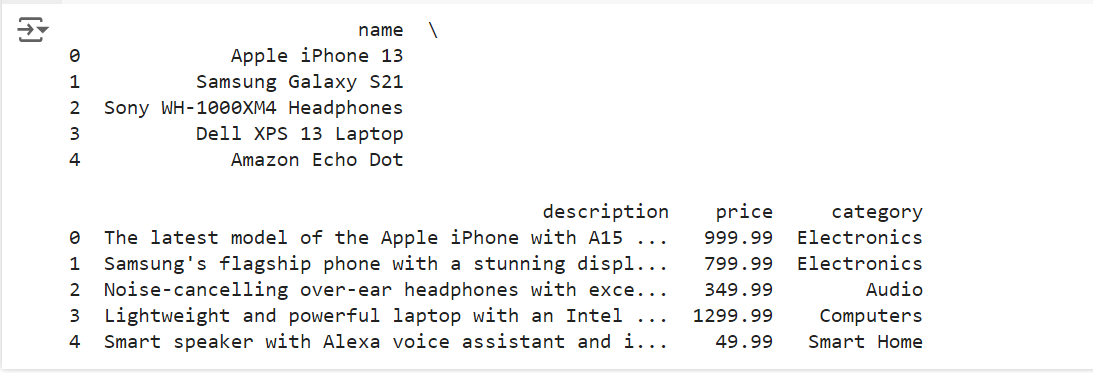 name \
0 Apple iPhone 13
1 Samsung Galaxy S21
2 Sony WH-1000XM4 Headphones
3 Dell XPS 13 Laptop
4 Amazon Echo Dot
description price category
0 The latest model of the Apple iPhone with A15 ... 999.99 Electronics
1 Samsung's flagship phone with a stunning displ... 799.99 Electronics
2 Noise-cancelling over-ear headphones with exce... 349.99 Audio
3 Lightweight and powerful laptop with an Intel ... 1299.99 Computers
4 Smart speaker with Alexa voice assistant and i... 49.99 Smart Home